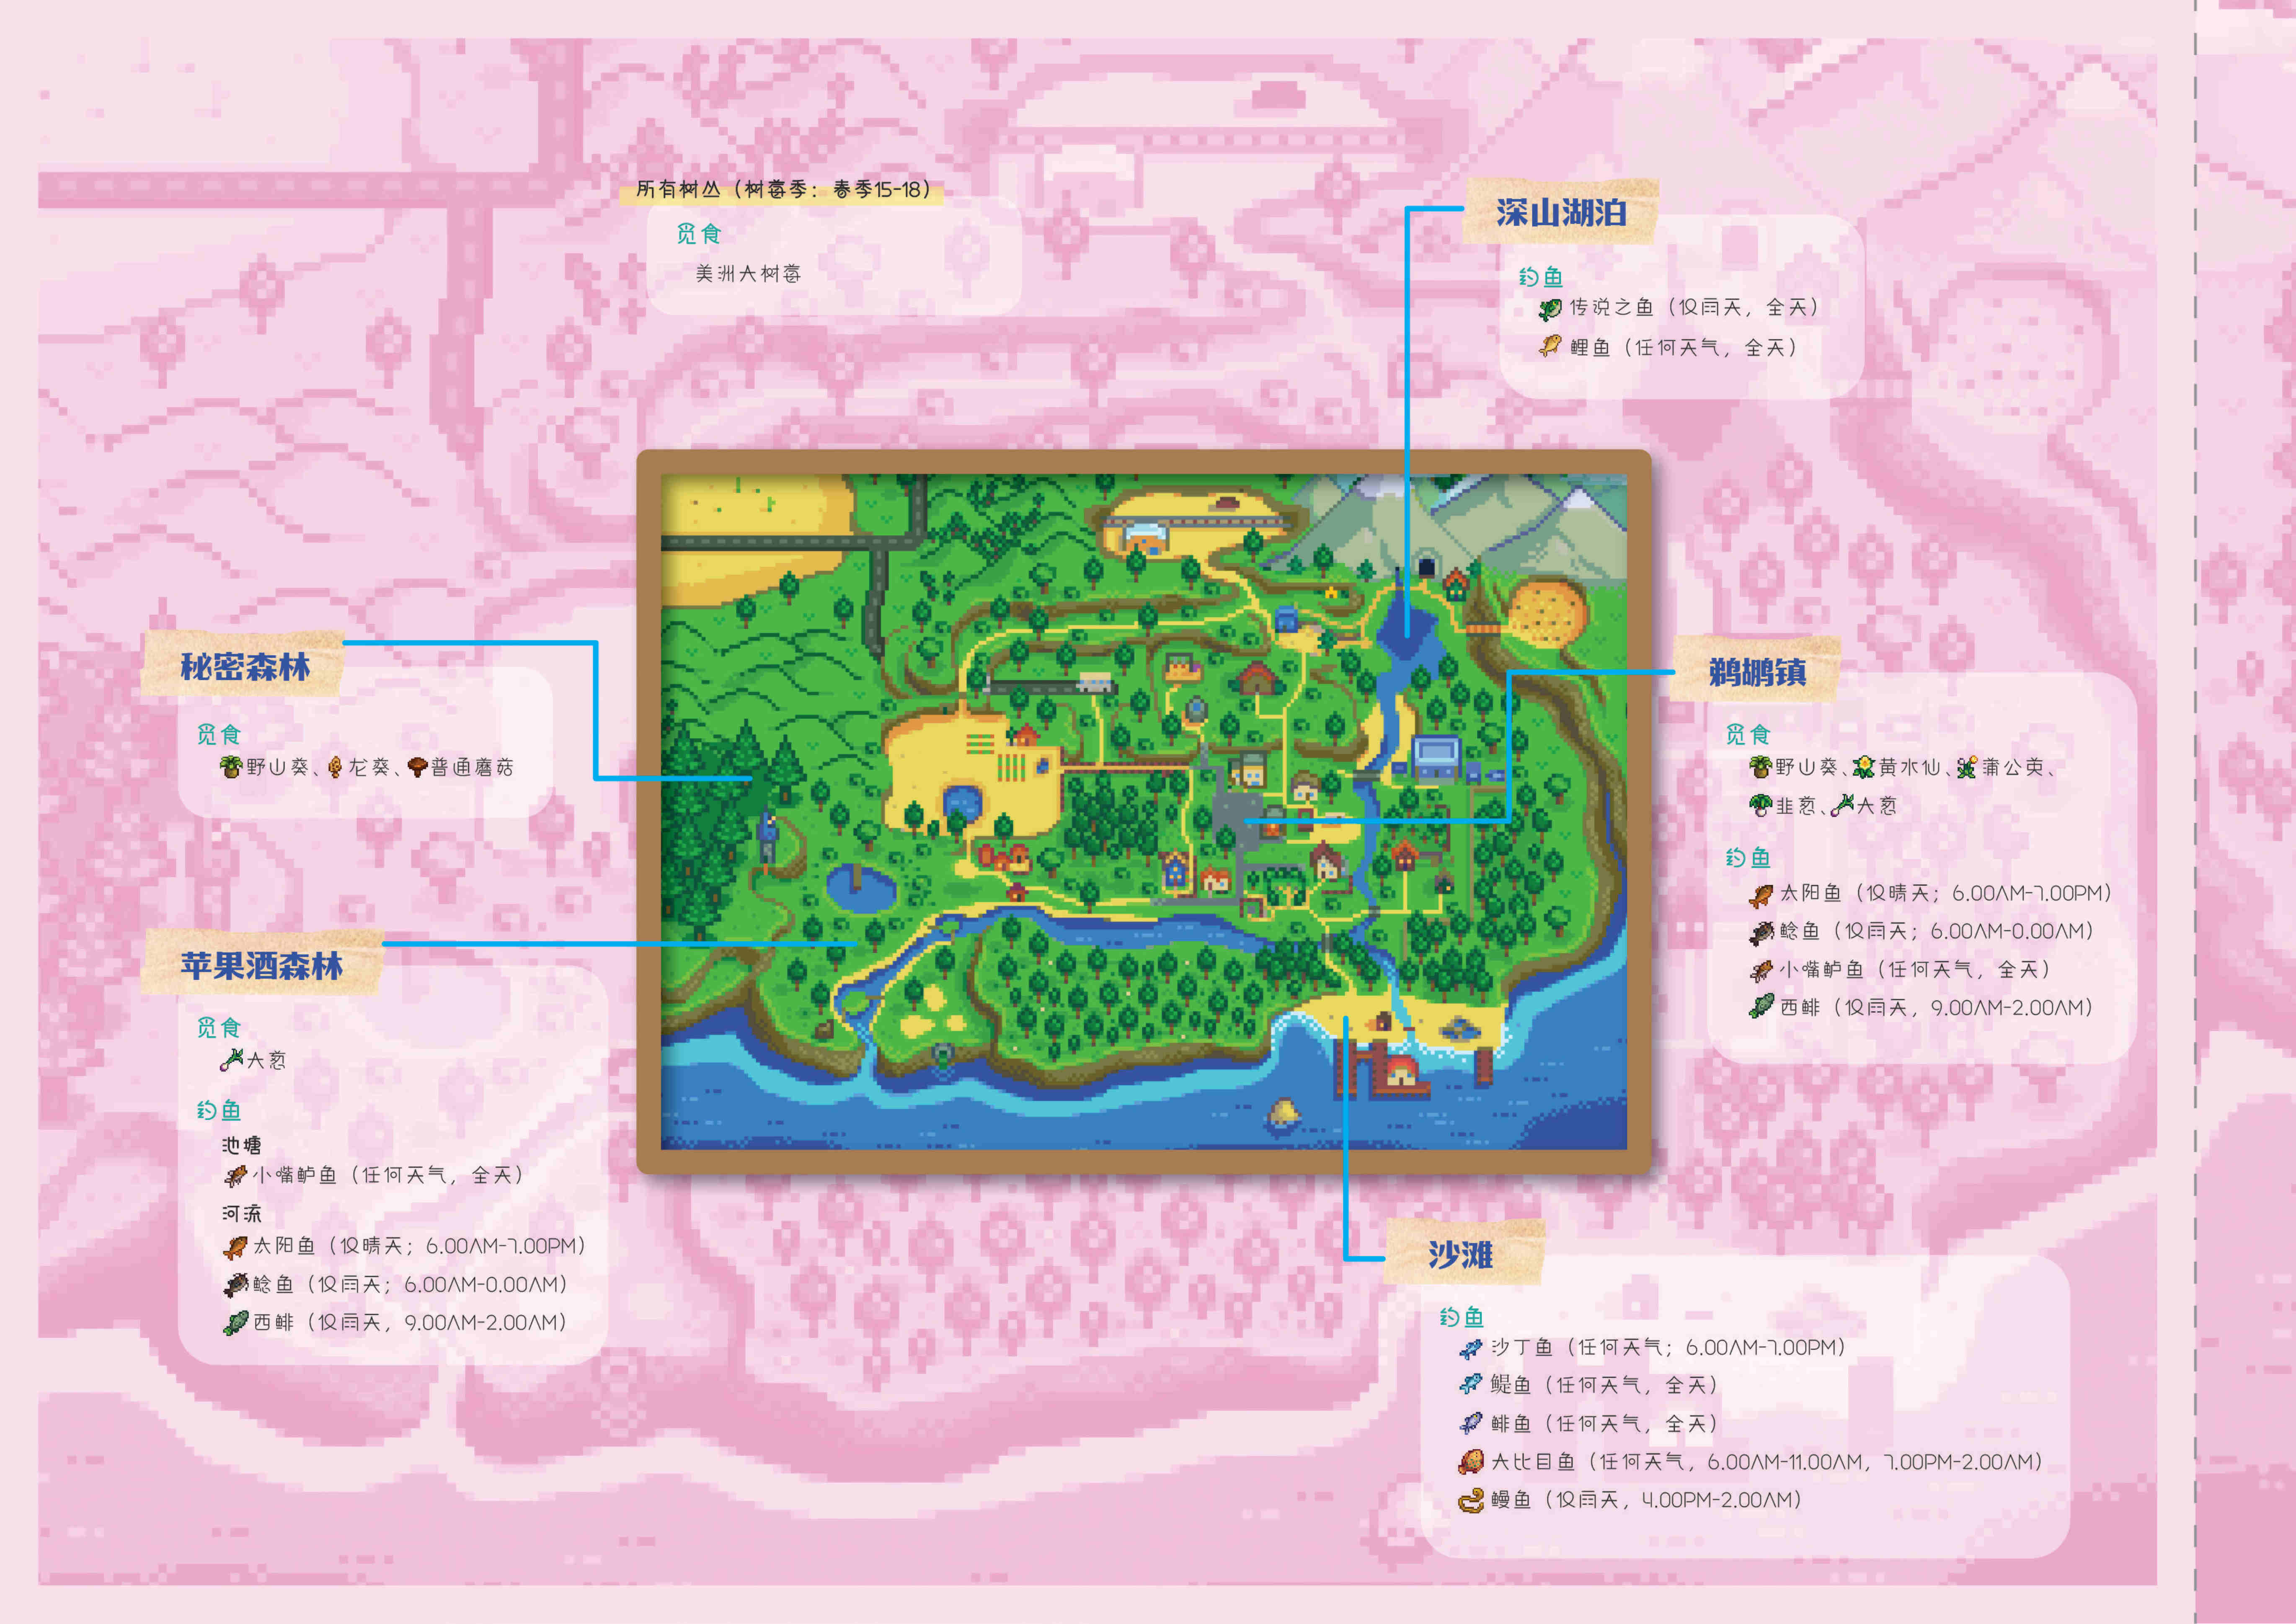 所有树丛（树莓季：春季15-18）
觅食
美洲大树莓
深山湖泊
钓鱼
传说之鱼（仅雨天，全天）
鲤鱼（任何天气，全天）
秘密森林
觅食
野山葵、龙葵、普通蘑菇
鹈鹕镇
觅食
野山葵、黄水仙、蒲公英、
韭葱、大葱
钓鱼
太阳鱼（仅晴天；6.00AM-7.00PM）
鲶鱼（仅雨天；6.00AM-0.00AM）
小嘴鲈鱼（任何天气，全天）
西鲱（仅雨天，9.00AM-2.00AM）
苹果酒森林
觅食
大葱
钓鱼
池塘
小嘴鲈鱼（任何天气，全天）
河流
太阳鱼（仅晴天；6.00AM-7.00PM）
鲶鱼（仅雨天；6.00AM-0.00AM）
西鲱（仅雨天，9.00AM-2.00AM）
沙滩
钓鱼
沙丁鱼（任何天气；6.00AM-7.00PM）
鳀鱼（任何天气，全天）
鲱鱼（任何天气，全天）
大比目鱼（任何天气，6.00AM-11.00AM，7.00PM-2.00AM）
鳗鱼（仅雨天，4.00PM-2.00AM）